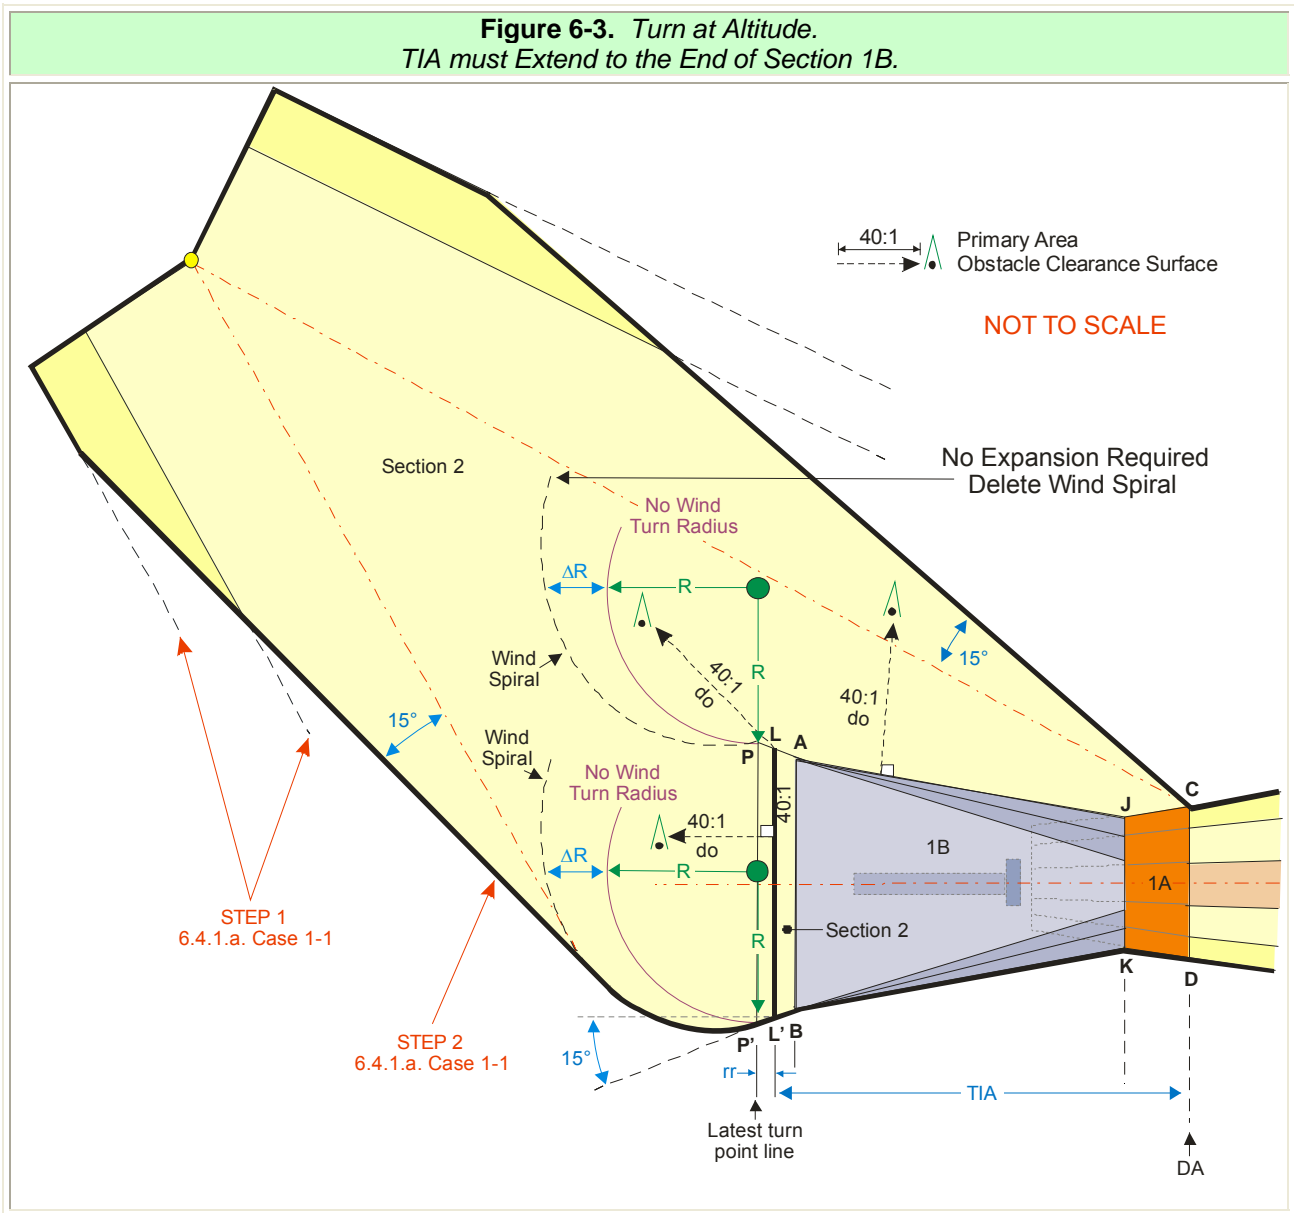 Figure 6-3. Turn at Altitude.
TIA must Extend to the End of Section 1B.
40:1
Primary Area
Obstacle Clearance Surface
NOT TO SCALE
Section 2
No Expansion Required
Delete Wind Spiral
No Wind
Turn Radius
ΔR
R
R
15°
Wind
Spiral
40:1
do
40:1
do
15°
Wind
Spiral
P
L
A
No Wind
Turn Radius
40:1
J
C
40:1
do
1B
ΔR
R
1A
STEP 1
6.4.1.a. Case 1-1
R
Section 2
K
D
STEP 2
6.4.1.a. Case 1-1
15°
P'
L'
B
rr
TIA
Latest turn
point line
DA